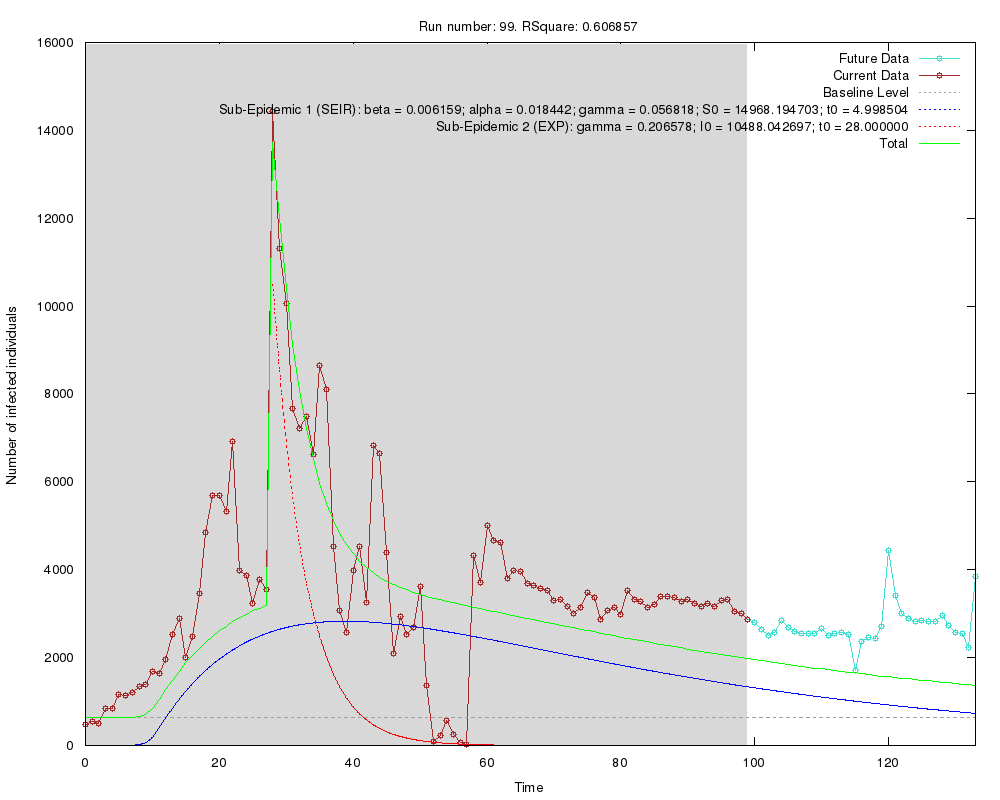 Run number: 99. RSquare: 0.606857
16000
14000
12000
10000
8000
6000
4000
2000
0
Number of infected individuals
Future Data
Current Data
Baseline Level
Sub-Epidemic 1 (SEIR): beta = 0.006159; alpha = 0.018442; gamma = 0.056818; S0 = 14968.194703; t0 = 4.998504
Sub-Epidemic 2 (EXP): gamma = 0.206578; I0 = 10488.042697; t0 = 28.000000
Total
0 20 40 60 80 100 120
Time